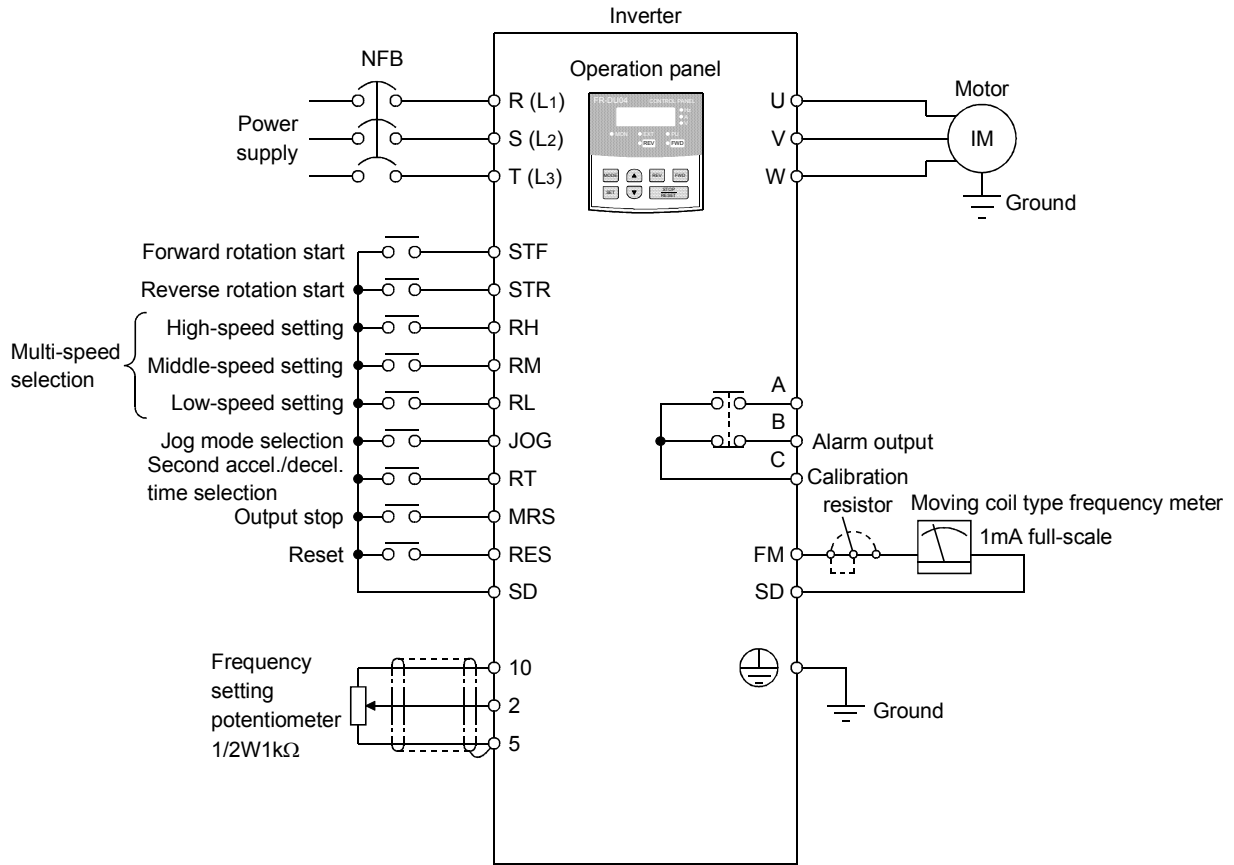 Inverter
NFB
Operation panel
FR-DU04 CONTROL PANEL
MON EXT PU
REV FWD
MODE REV FWD
SET STOP
RESET
Power
supply
R (L1)
S (L2)
T (L3)
U
V
W
Motor
IM
Ground
Forward rotation start
STF
Reverse rotation start
STR
Multi-speed
selection
High-speed setting
RH
Middle-speed setting
RM
Low-speed setting
RL
Jog mode selection
JOG
Second accel./decel.
time selection
RT
Output stop
MRS
Reset
RES
SD
A
B
C
Alarm output
Calibration
resistor
Moving coil type frequency meter
1mA full-scale
FM
SD
Frequency
setting
potentiometer
1/2W1kΩ
10
2
5
Ground